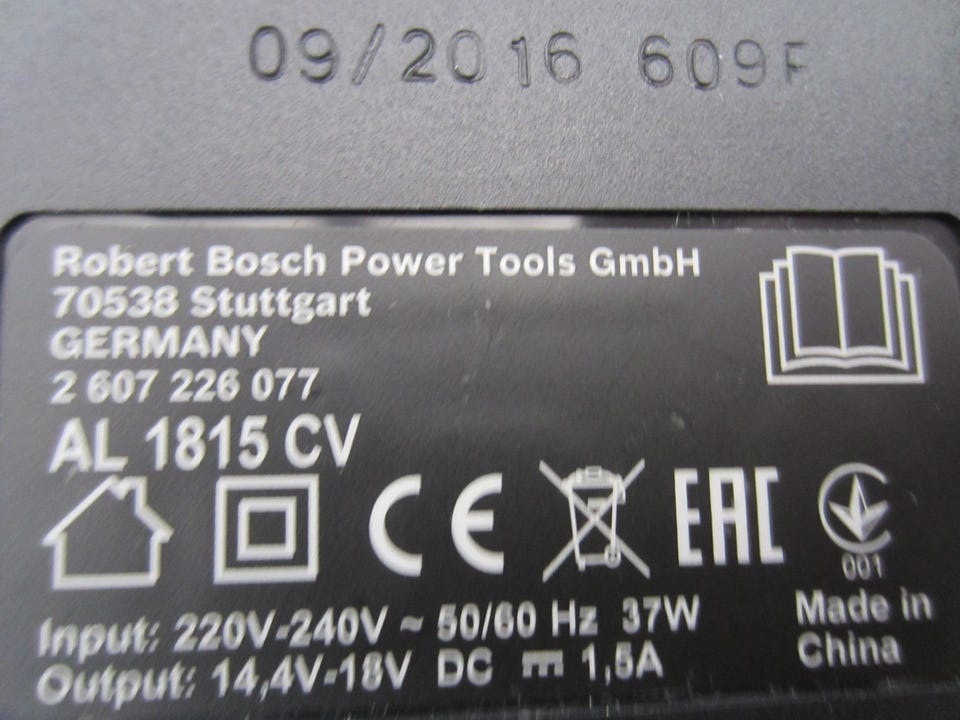 09/2016 609F
Robert Bosch Power Tools GmbH
70538 Stuttgart
GERMANY
2 607 226 077
AL 1815 CV
CE EAC
001
Input: 220V-240V ~ 50/60 Hz 37W
Output: 14,4V-18V DC ⎓ 1,5A
Made in
China